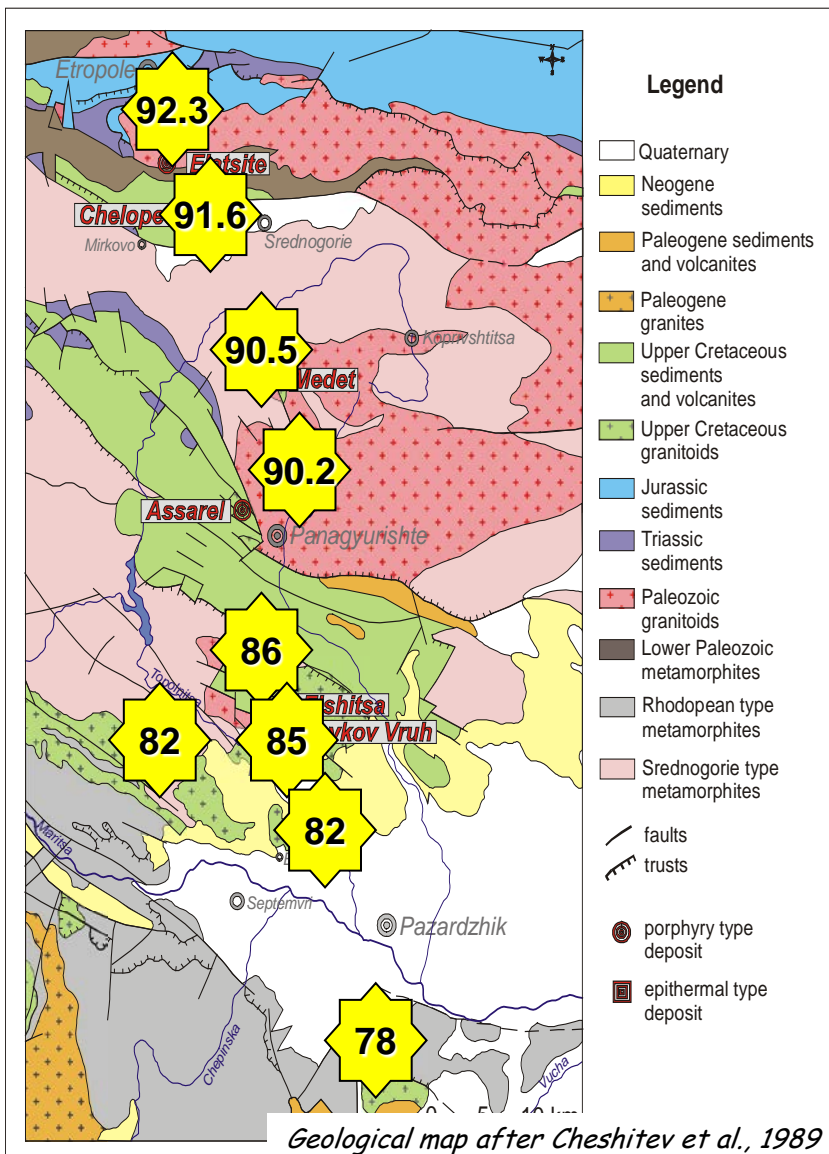 Etropole
92.3
Elatsite
Chelope
91.6
Srednogorie
Mirkovo
90.5
Koprivshtitsa
Medet
90.2
Assarel
Panagyurishte
86
Topolnitsa
Elshitsa
82
85
Vykov Vruh
82
Maritsa
Septemvri
Pazardzhik
78
Chepinska
Vucha
0 5 10 km
Legend
Quaternary
Neogene
sediments
Paleogene sediments
and volcanites
Paleogene
granites
Upper Cretaceous
sediments
and volcanites
Upper Cretaceous
granitoids
Jurassic
sediments
Triassic
sediments
Paleozoic
granitoids
Lower Paleozoic
metamorphites
Rhodopean type
metamorphites
Srednogorie type
metamorphites
faults
trusts
porphyry type
deposit
epithermal type
deposit
Geological map after Cheshitev et al., 1989